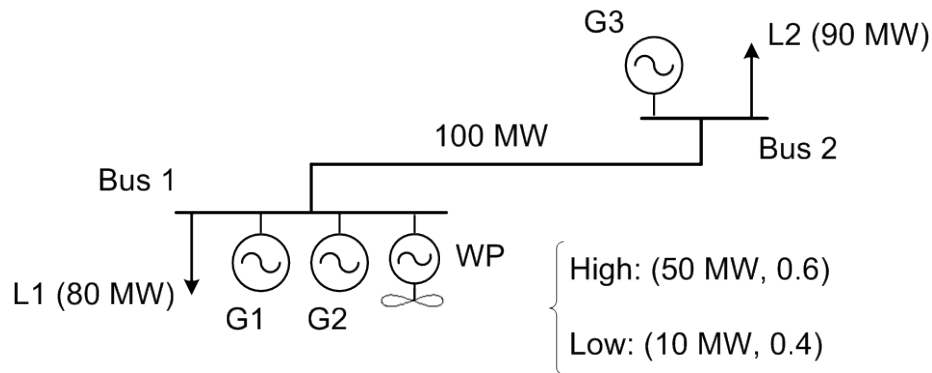 G3
L2 (90 MW)
100 MW
Bus 2
Bus 1
WP
High: (50 MW, 0.6)
L1 (80 MW)
G1
G2
Low: (10 MW, 0.4)